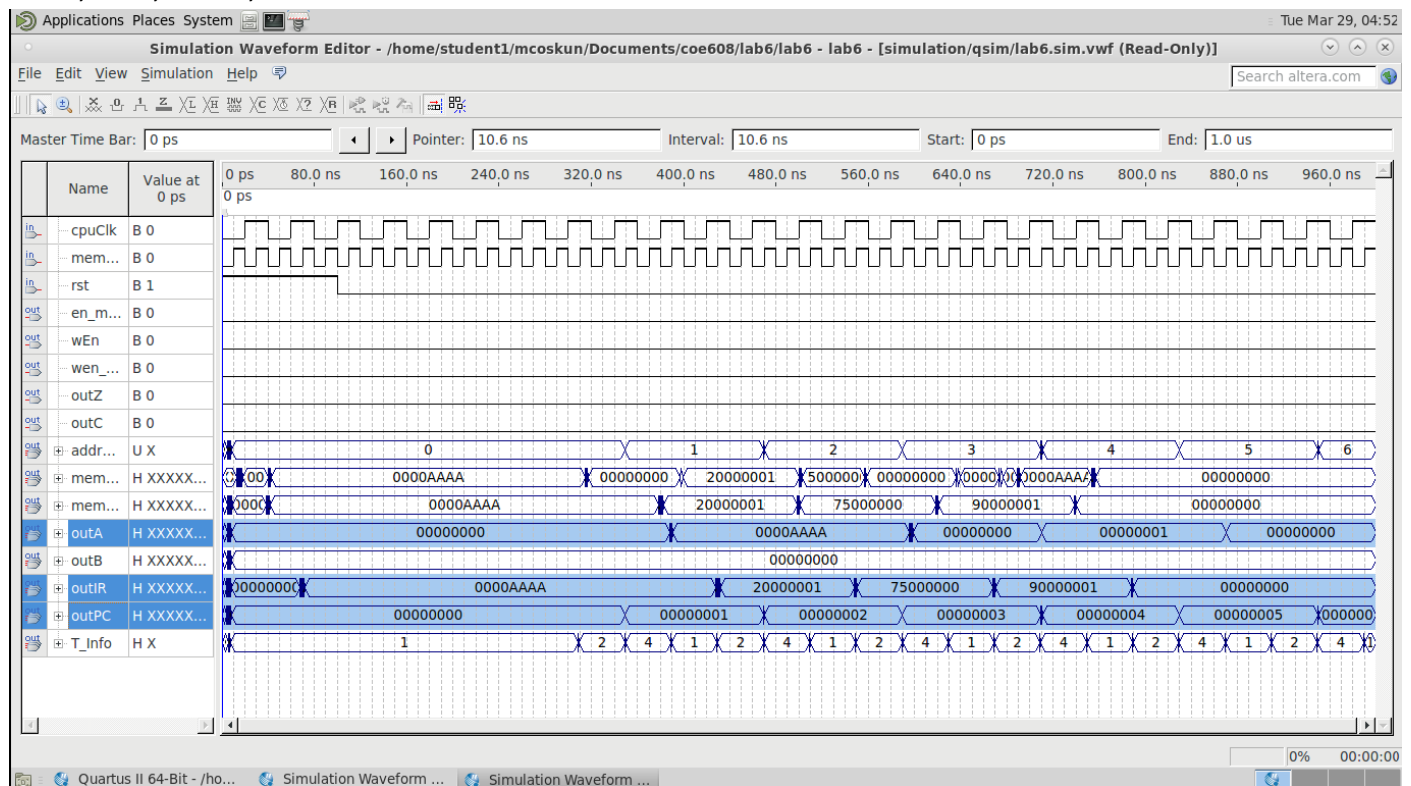 Applications Places System Tue Mar 29, 04:52
Simulation Waveform Editor - /home/student1/mcoskun/Documents/coe608/lab6/lab6 - lab6 - [simulation/qsim/lab6.sim.vwf (Read-Only)]
File Edit View Simulation Help Search altera.com
Master Time Bar: 0 ps Pointer: 10.6 ns Interval: 10.6 ns Start: 0 ps End: 1.0 us
Name Value at 0 ps 0 ps 80.0 ns 160.0 ns 240.0 ns 320.0 ns 400.0 ns 480.0 ns 560.0 ns 640.0 ns 720.0 ns 800.0 ns 880.0 ns 960.0 ns
0 ps
cpuClk B 0
mem... B 0
rst B 1
en_m... B 0
wEn B 0
wen_... B 0
outZ B 0
outC B 0
addr... U X 0 1 2 3 4 5 6
mem... H XXXXX... 0000AAAA 00000000 20000001 500000 00000000 0000 0000AAAA 00000000
mem... H XXXXX... 0000AAAA 20000001 75000000 90000001 00000000
outA H XXXXX... 00000000 0000AAAA 00000000 00000001 00000000
outB H XXXXX... 00000000
outIR H XXXXX... 0000000 0000AAAA 20000001 75000000 90000001 00000000
outPC H XXXXX... 00000000 00000001 00000002 00000003 00000004 00000005 000000
T_Info H X 1 2 4 1 2 4 1 2 4 1 2 4 1 2 4 1 2 4 1
0% 00:00:00
Quartus II 64-Bit - /ho... Simulation Waveform ... Simulation Waveform ...